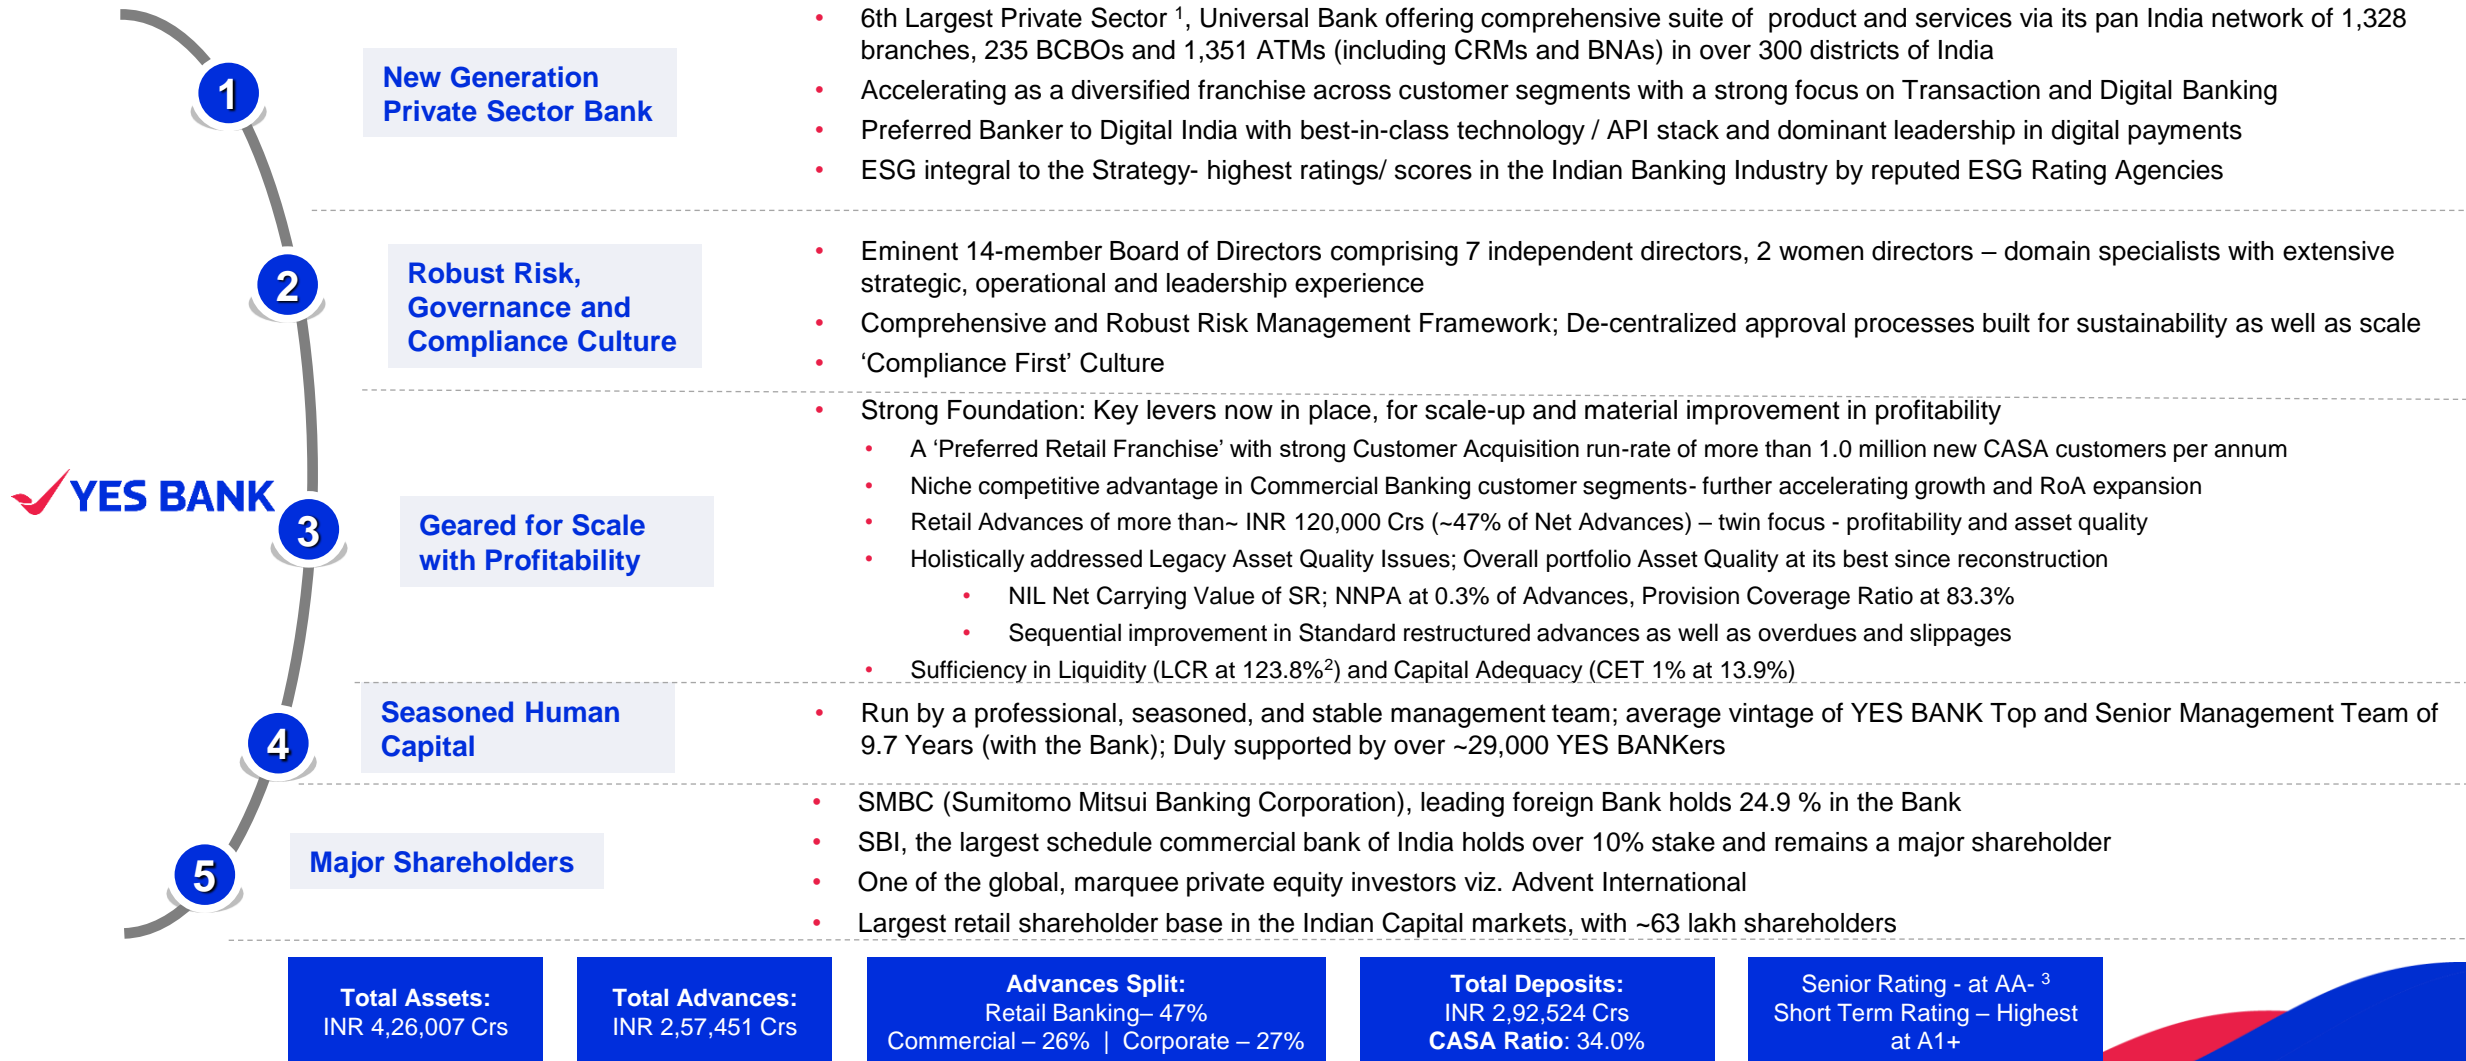 YES BANK
1
New Generation
Private Sector Bank
• 6th Largest Private Sector ¹, Universal Bank offering comprehensive suite of product and services via its pan India network of 1,328
branches, 235 BCBOs and 1,351 ATMs (including CRMs and BNAs) in over 300 districts of India
• Accelerating as a diversified franchise across customer segments with a strong focus on Transaction and Digital Banking
• Preferred Banker to Digital India with best-in-class technology / API stack and dominant leadership in digital payments
• ESG integral to the Strategy- highest ratings/ scores in the Indian Banking Industry by reputed ESG Rating Agencies
2
Robust Risk,
Governance and
Compliance Culture
• Eminent 14-member Board of Directors comprising 7 independent directors, 2 women directors – domain specialists with extensive
strategic, operational and leadership experience
• Comprehensive and Robust Risk Management Framework; De-centralized approval processes built for sustainability as well as scale
• ‘Compliance First’ Culture
3
Geared for Scale
with Profitability
• Strong Foundation: Key levers now in place, for scale-up and material improvement in profitability
• A ‘Preferred Retail Franchise’ with strong Customer Acquisition run-rate of more than 1.0 million new CASA customers per annum
• Niche competitive advantage in Commercial Banking customer segments- further accelerating growth and RoA expansion
• Retail Advances of more than~ INR 120,000 Crs (~47% of Net Advances) – twin focus - profitability and asset quality
• Holistically addressed Legacy Asset Quality Issues; Overall portfolio Asset Quality at its best since reconstruction
• NIL Net Carrying Value of SR; NNPA at 0.3% of Advances, Provision Coverage Ratio at 83.3%
• Sequential improvement in Standard restructured advances as well as overdues and slippages
• Sufficiency in Liquidity (LCR at 123.8%²) and Capital Adequacy (CET 1% at 13.9%)
4
Seasoned Human
Capital
• Run by a professional, seasoned, and stable management team; average vintage of YES BANK Top and Senior Management Team of
9.7 Years (with the Bank); Duly supported by over ~29,000 YES BANKers
5
Major Shareholders
• SMBC (Sumitomo Mitsui Banking Corporation), leading foreign Bank holds 24.9 % in the Bank
• SBI, the largest schedule commercial bank of India holds over 10% stake and remains a major shareholder
• One of the global, marquee private equity investors viz. Advent International
• Largest retail shareholder base in the Indian Capital markets, with ~63 lakh shareholders
Total Assets:
INR 4,26,007 Crs
Total Advances:
INR 2,57,451 Crs
Advances Split:
Retail Banking– 47%
Commercial – 26% | Corporate – 27%
Total Deposits:
INR 2,92,524 Crs
CASA Ratio: 34.0%
Senior Rating - at AA- ³
Short Term Rating – Highest
at A1+